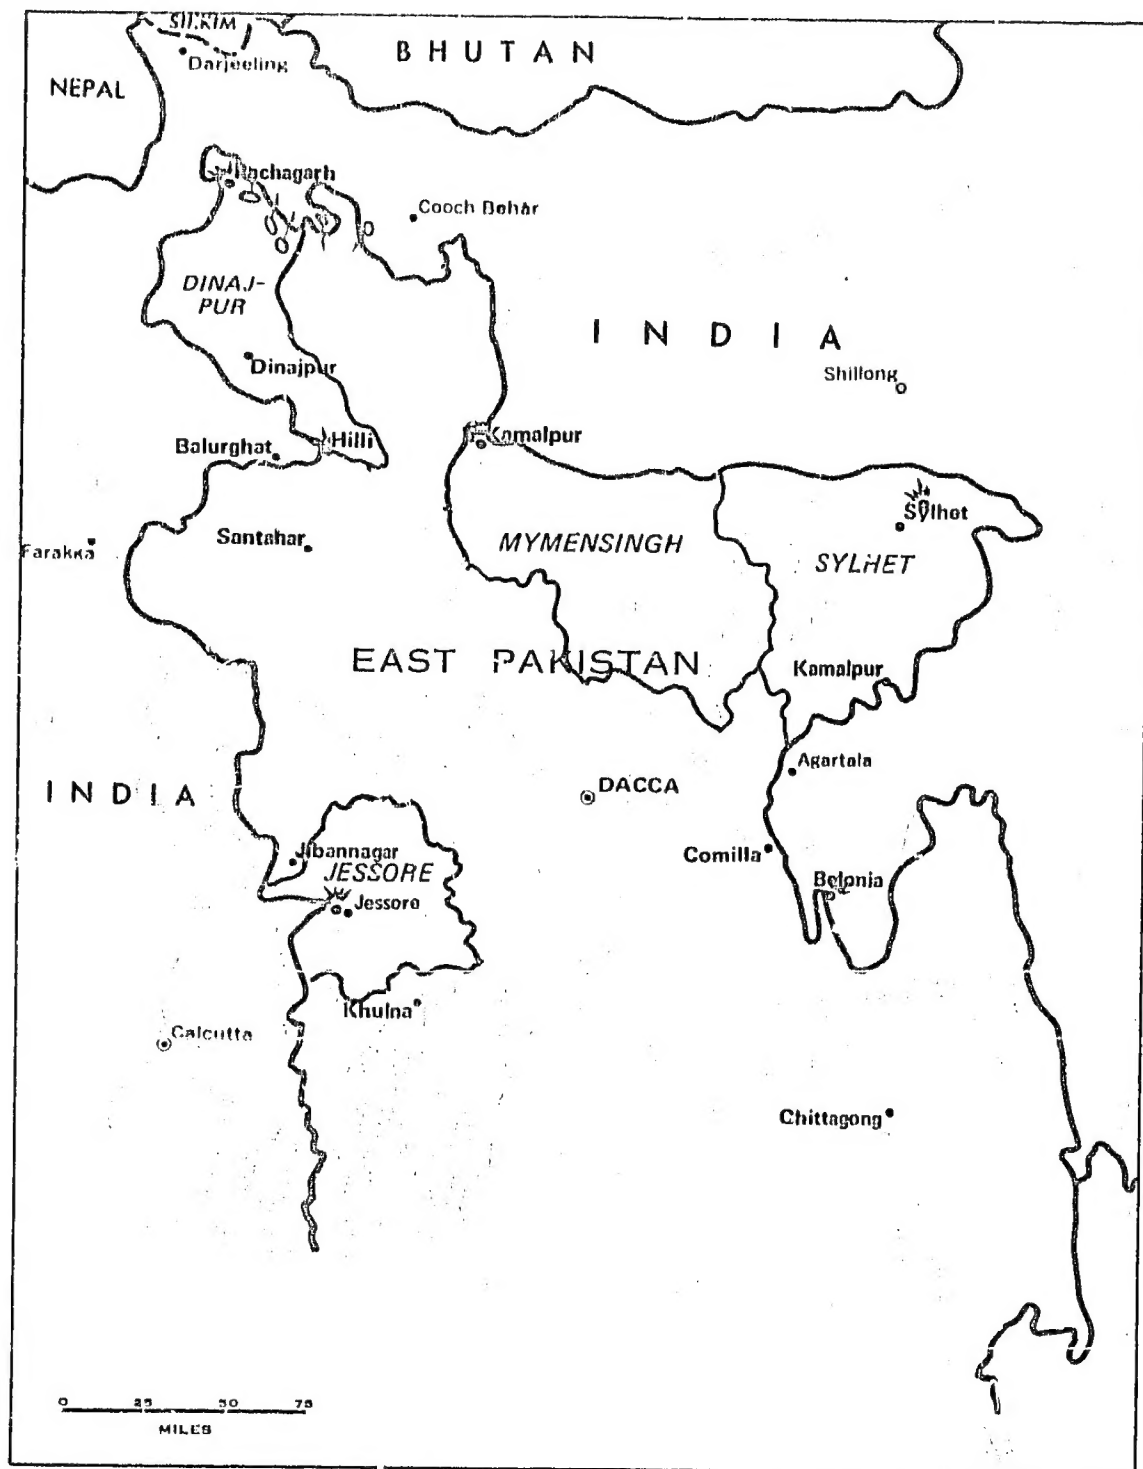 SIKKIM
BHUTAN
Darjeeling
NEPAL
Cooch Behar
DINAJ-
PUR
INDIA
Dinajpur
Shillong
Kamalpur
Hilli
Balurghat
Sylhet
Farakka
Santahar
MYMENSINGH
SYLHET
EAST PAKISTAN
Kamalpur
Agartala
INDIA
DACCA
Comilla
Jibannagar
JESSORE
Belonia
Jessore
Khulna
Calcutta
Chittagong
0 25 50 75
MILES